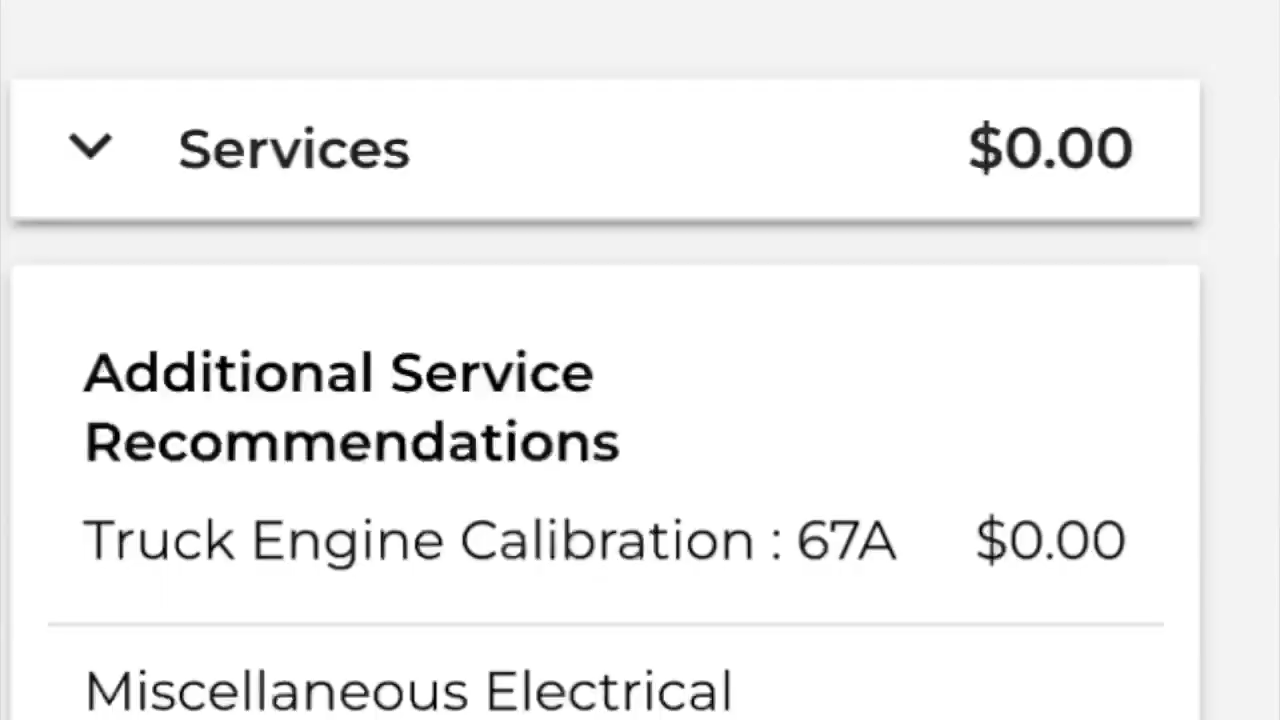 Services $0.00
Additional Service
Recommendations
Truck Engine Calibration : 67A $0.00
Miscellaneous Electrical